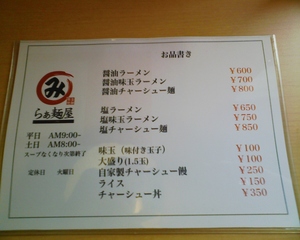 お品書き
み
らぁ麺屋
醤油ラーメン ¥600
醤油味玉ラーメン ¥700
醤油チャーシュー麺 ¥800
塩ラーメン ¥650
塩味玉ラーメン ¥750
塩チャーシュー麺 ¥850
平日 AM9:00~
土日 AM8:00~
スープなくなり次第終了
定休日 火曜日
味玉(味付き玉子) ¥100
大盛り(1.5玉) ¥100
自家製チャーシュー饅 ¥250
ライス ¥150
チャーシュー丼 ¥350